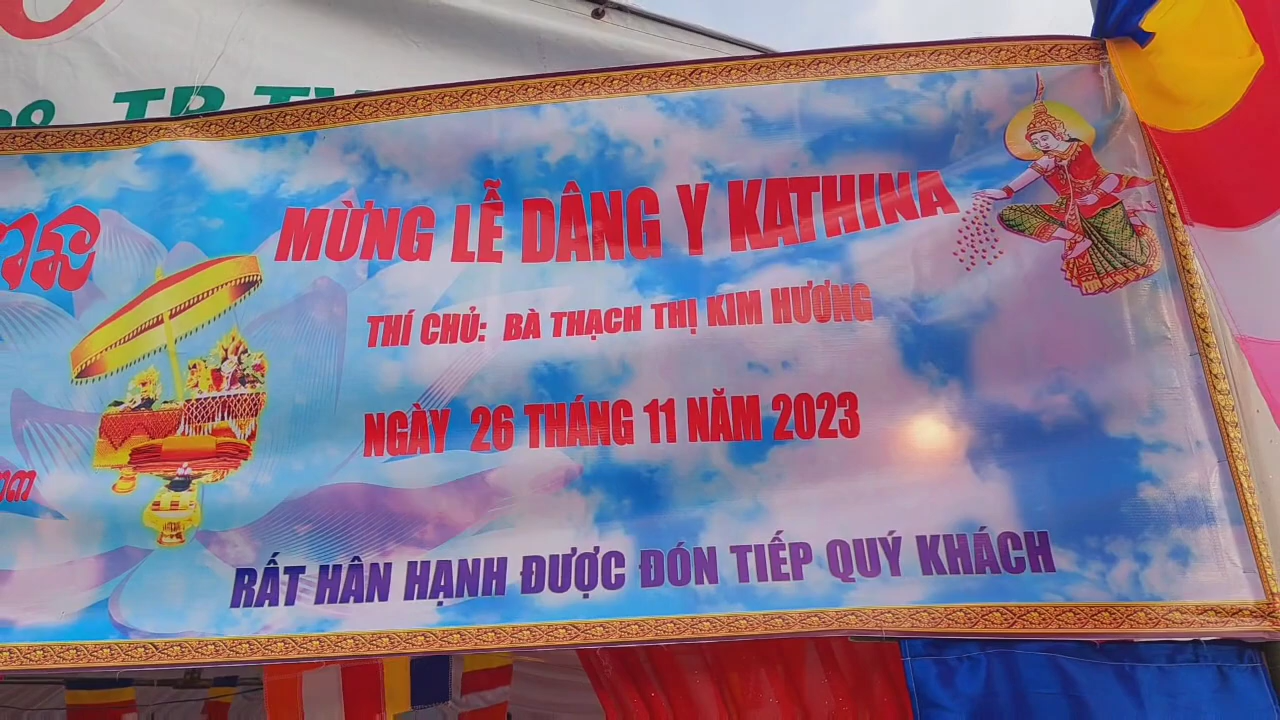 TP TV
MỪNG LỄ DÂNG Y KATHINA
THÍ CHỦ: BÀ THẠCH THỊ KIM HƯƠNG
NGÀY 26 THÁNG 11 NĂM 2023
RẤT HÂN HẠNH ĐƯỢC ĐÓN TIẾP QUÝ KHÁCH